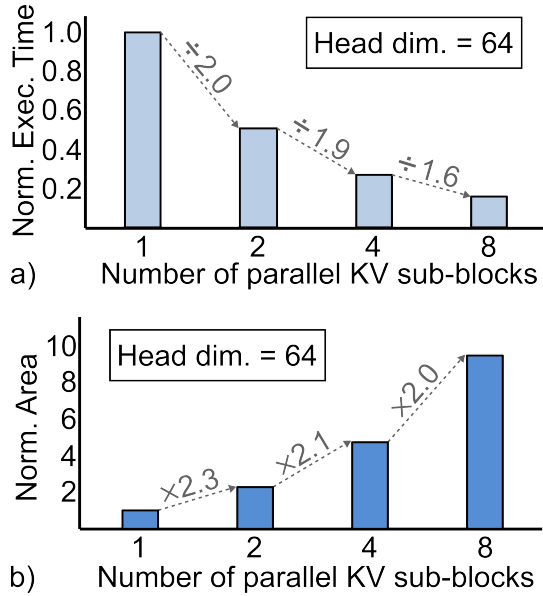 Norm. Exec. Time
1.0
0.8
0.6
0.4
0.2
Head dim. = 64
÷2.0
÷1.9
÷1.6
1 2 4 8
a) Number of parallel KV sub-blocks
Norm. Area
10
8
6
4
2
Head dim. = 64
×2.3
×2.1
×2.0
1 2 4 8
b) Number of parallel KV sub-blocks